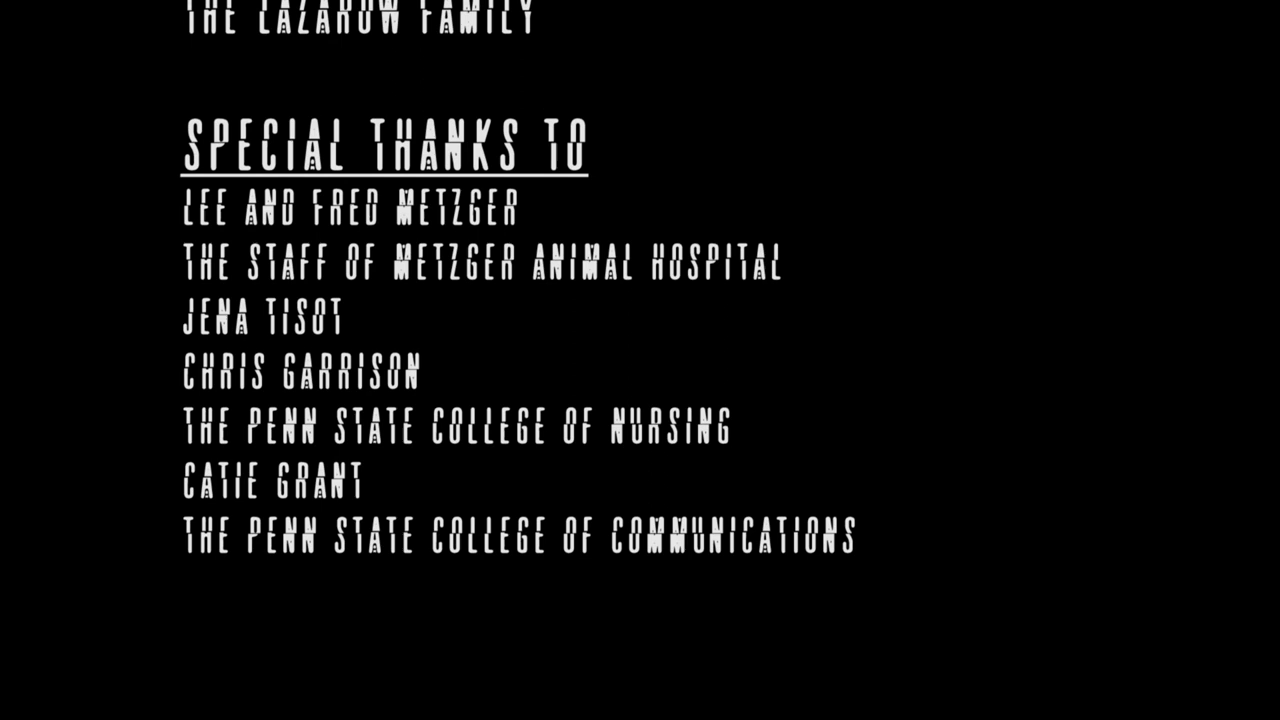 THE LAZAROW FAMILY
SPECIAL THANKS TO
LEE AND FRED METZGER
THE STAFF OF METZGER ANIMAL HOSPITAL
JENA TISOT
CHRIS GARRISON
THE PENN STATE COLLEGE OF NURSING
CATIE GRANT
THE PENN STATE COLLEGE OF COMMUNICATIONS